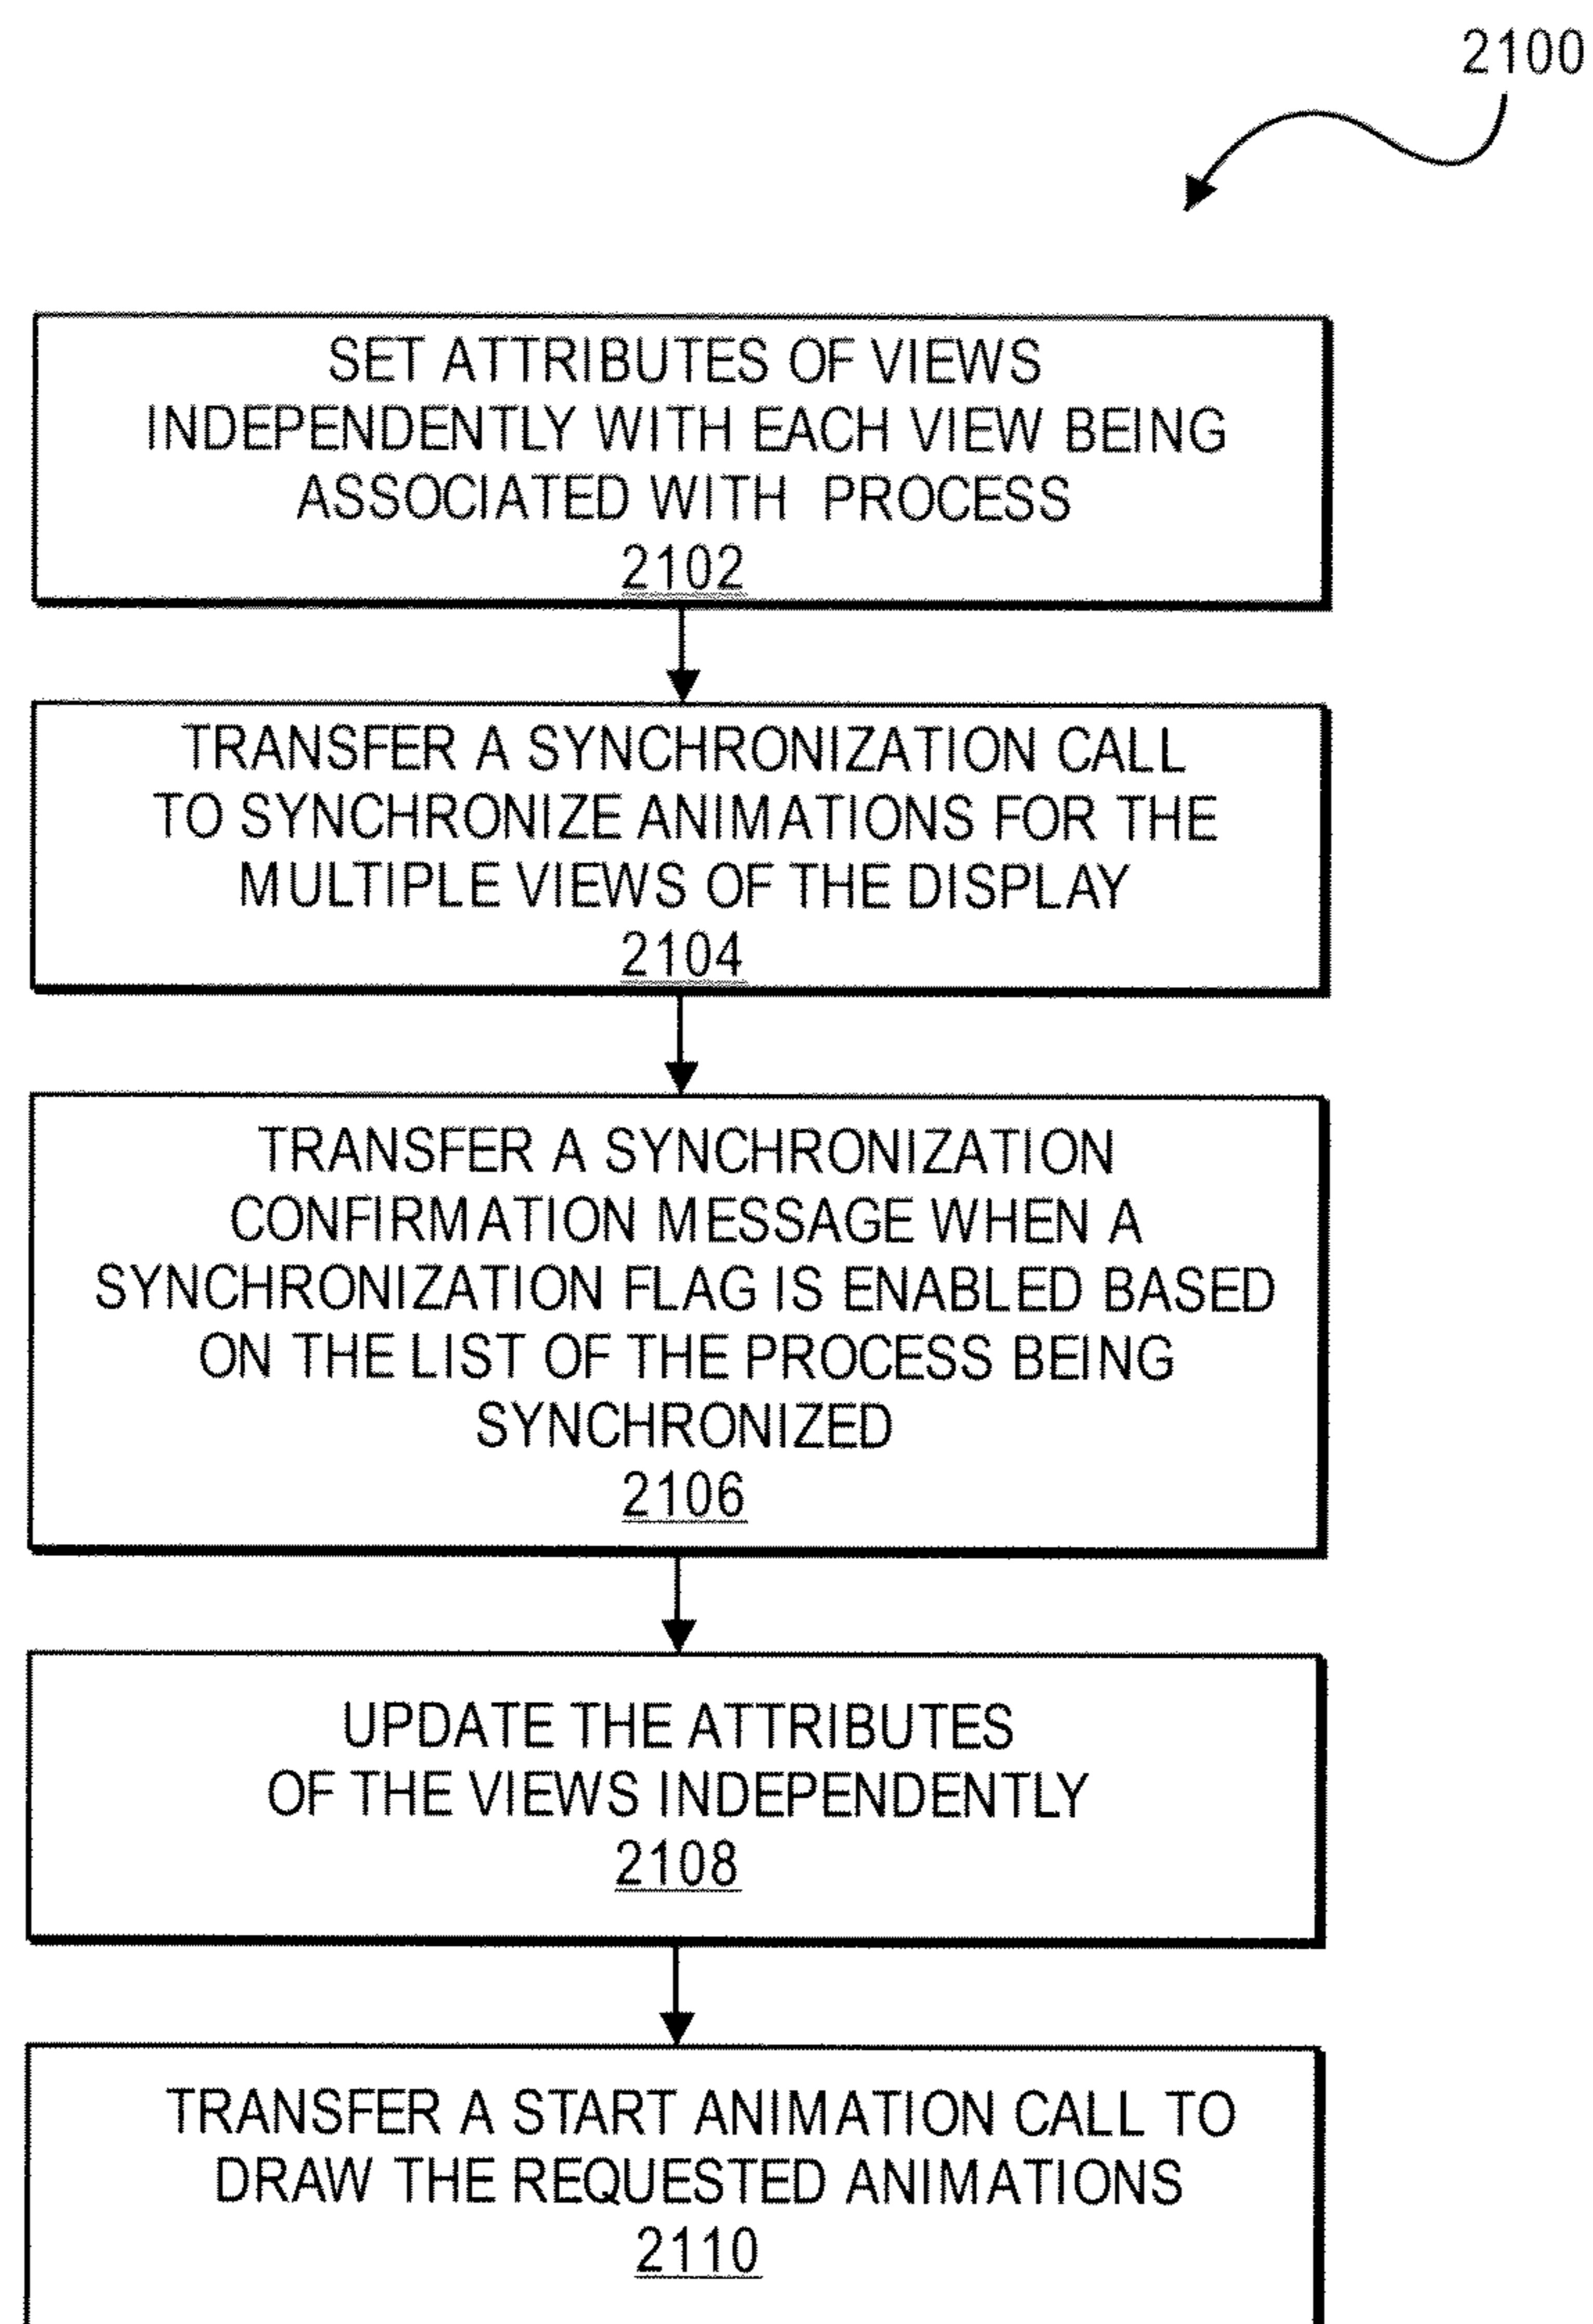 2100
SET ATTRIBUTES OF VIEWS
INDEPENDENTLY WITH EACH VIEW BEING
ASSOCIATED WITH PROCESS
2102
TRANSFER A SYNCHRONIZATION CALL
TO SYNCHRONIZE ANIMATIONS FOR THE
MULTIPLE VIEWS OF THE DISPLAY
2104
TRANSFER A SYNCHRONIZATION
CONFIRMATION MESSAGE WHEN A
SYNCHRONIZATION FLAG IS ENABLED BASED
ON THE LIST OF THE PROCESS BEING
SYNCHRONIZED
2106
UPDATE THE ATTRIBUTES
OF THE VIEWS INDEPENDENTLY
2108
TRANSFER A START ANIMATION CALL TO
DRAW THE REQUESTED ANIMATIONS
2110